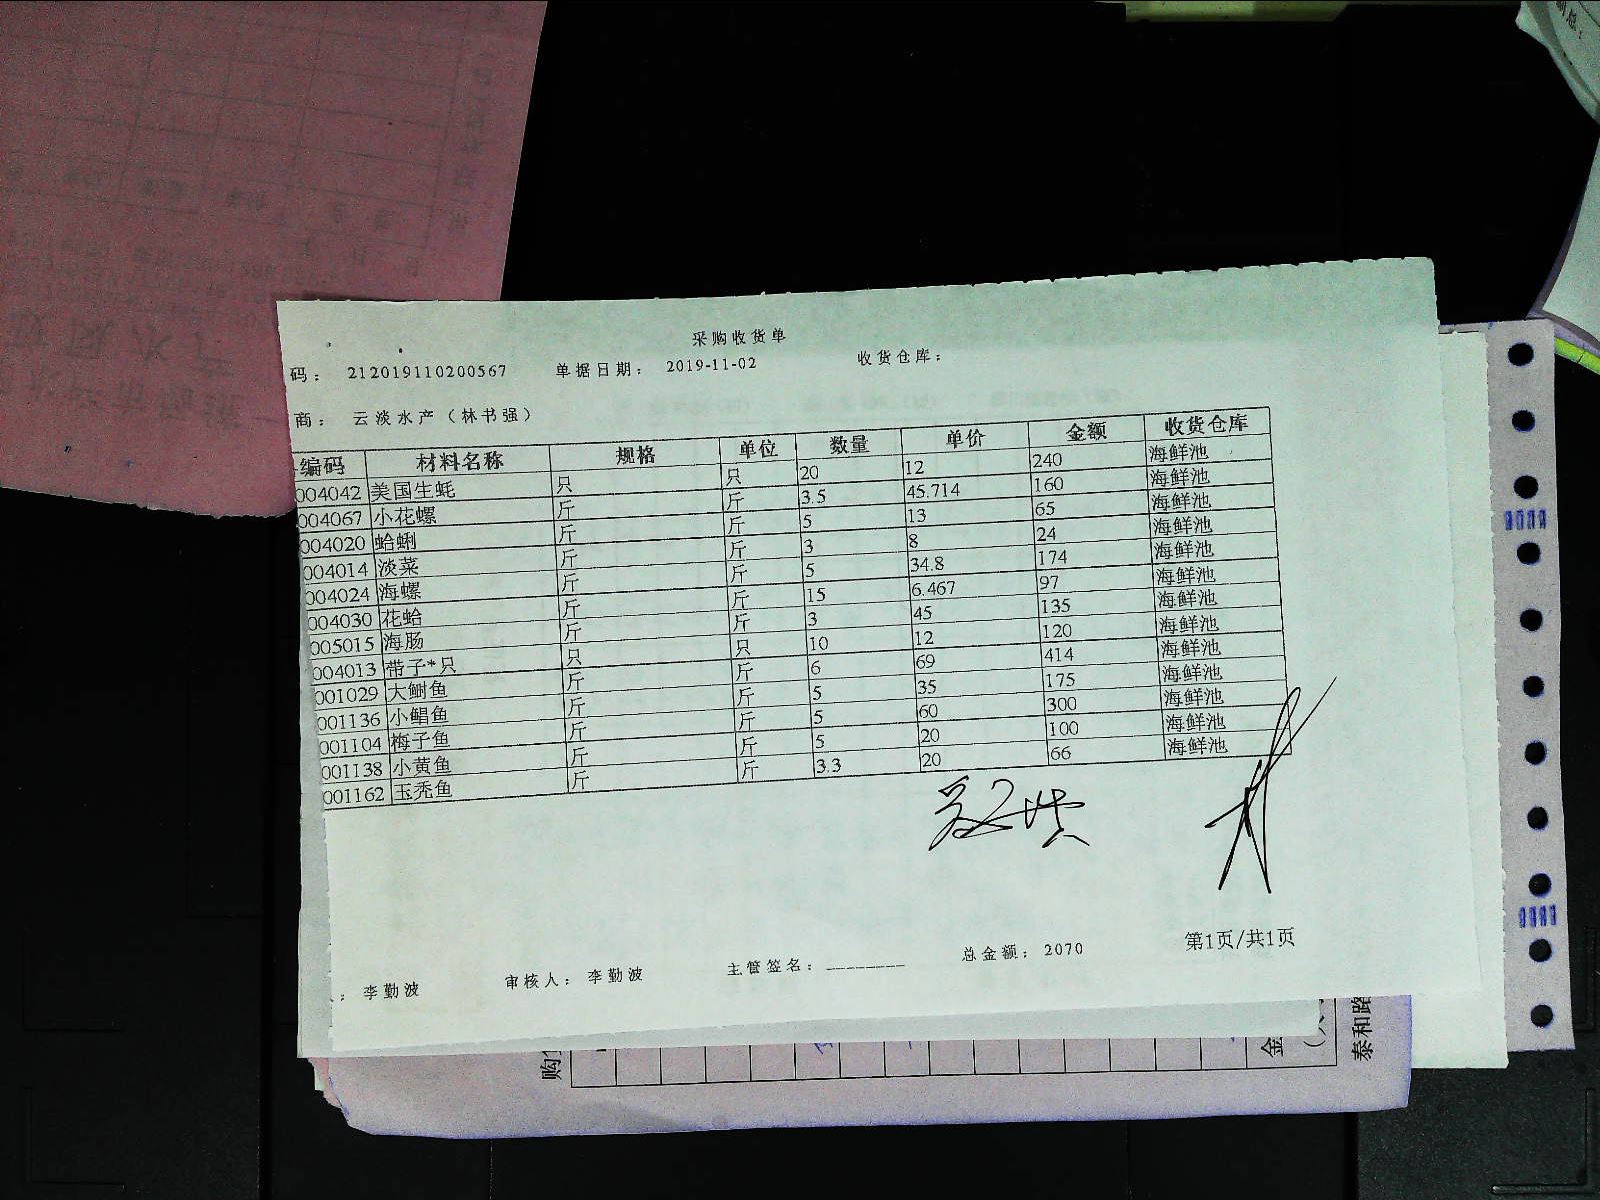 采购收货单
码： 212019110200567 单据日期： 2019-11-02 收货仓库：
商： 云淡水产（林书强）
编码 材料名称 规格 单位 数量 单价 金额 收货仓库
004042 美国生蚝 只 只 20 12 240 海鲜池
004067 小花螺 斤 斤 3.5 45.714 160 海鲜池
004020 蛤蜊 斤 斤 5 13 65 海鲜池
004014 淡菜 斤 斤 3 8 24 海鲜池
004024 海螺 斤 斤 5 34.8 174 海鲜池
004030 花蛤 斤 斤 15 6.467 97 海鲜池
005015 海肠 斤 斤 3 45 135 海鲜池
004013 带子*只 只 只 10 12 120 海鲜池
001029 大鲥鱼 斤 斤 6 69 414 海鲜池
001136 小鲳鱼 斤 斤 5 35 175 海鲜池
001104 梅子鱼 斤 斤 5 60 300 海鲜池
001138 小黄鱼 斤 斤 5 20 100 海鲜池
001162 玉秃鱼 斤 斤 3.3 20 66 海鲜池
第1页/共1页
：李勤波 审核人：李勤波 主管签名：________ 总金额：2070
购
金
泰和路